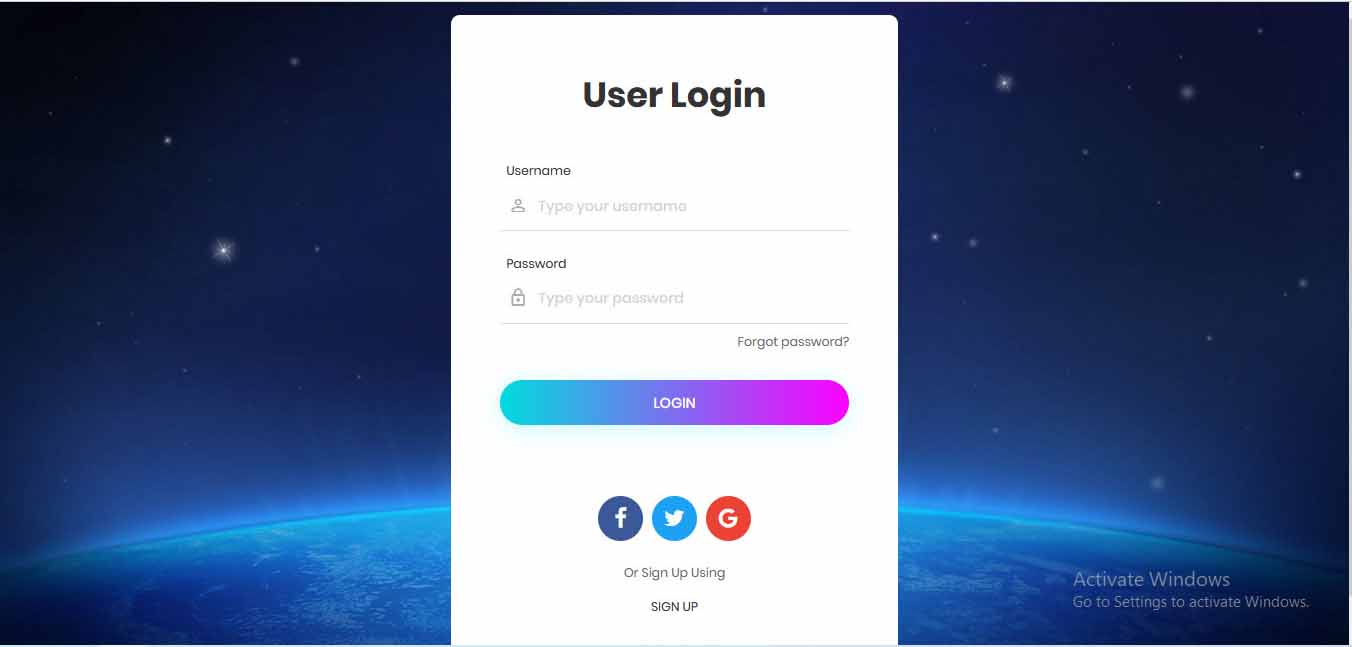 User Login
Username
Type your username
Password
Type your password
Forgot password?
LOGIN
f
G
Or Sign Up Using
SIGN UP
Activate Windows
Go to Settings to activate Windows.